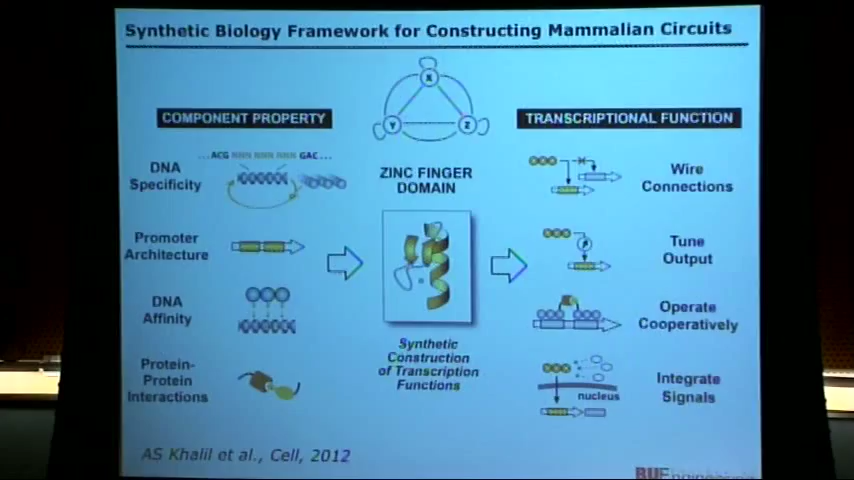 Synthetic Biology Framework for Constructing Mammalian Circuits
X
Y
Z
COMPONENT PROPERTY
TRANSCRIPTIONAL FUNCTION
...ACG NNN NNN NNN GAC...
DNA
Specificity
ZINC FINGER
DOMAIN
Wire
Connections
Promoter
Architecture
Tune
Output
DNA
Affinity
Operate
Cooperatively
Synthetic
Construction
of Transcription
Functions
Protein-
Protein
Interactions
Integrate
Signals
nucleus
AS Khalil et al., Cell, 2012
BUEngineering